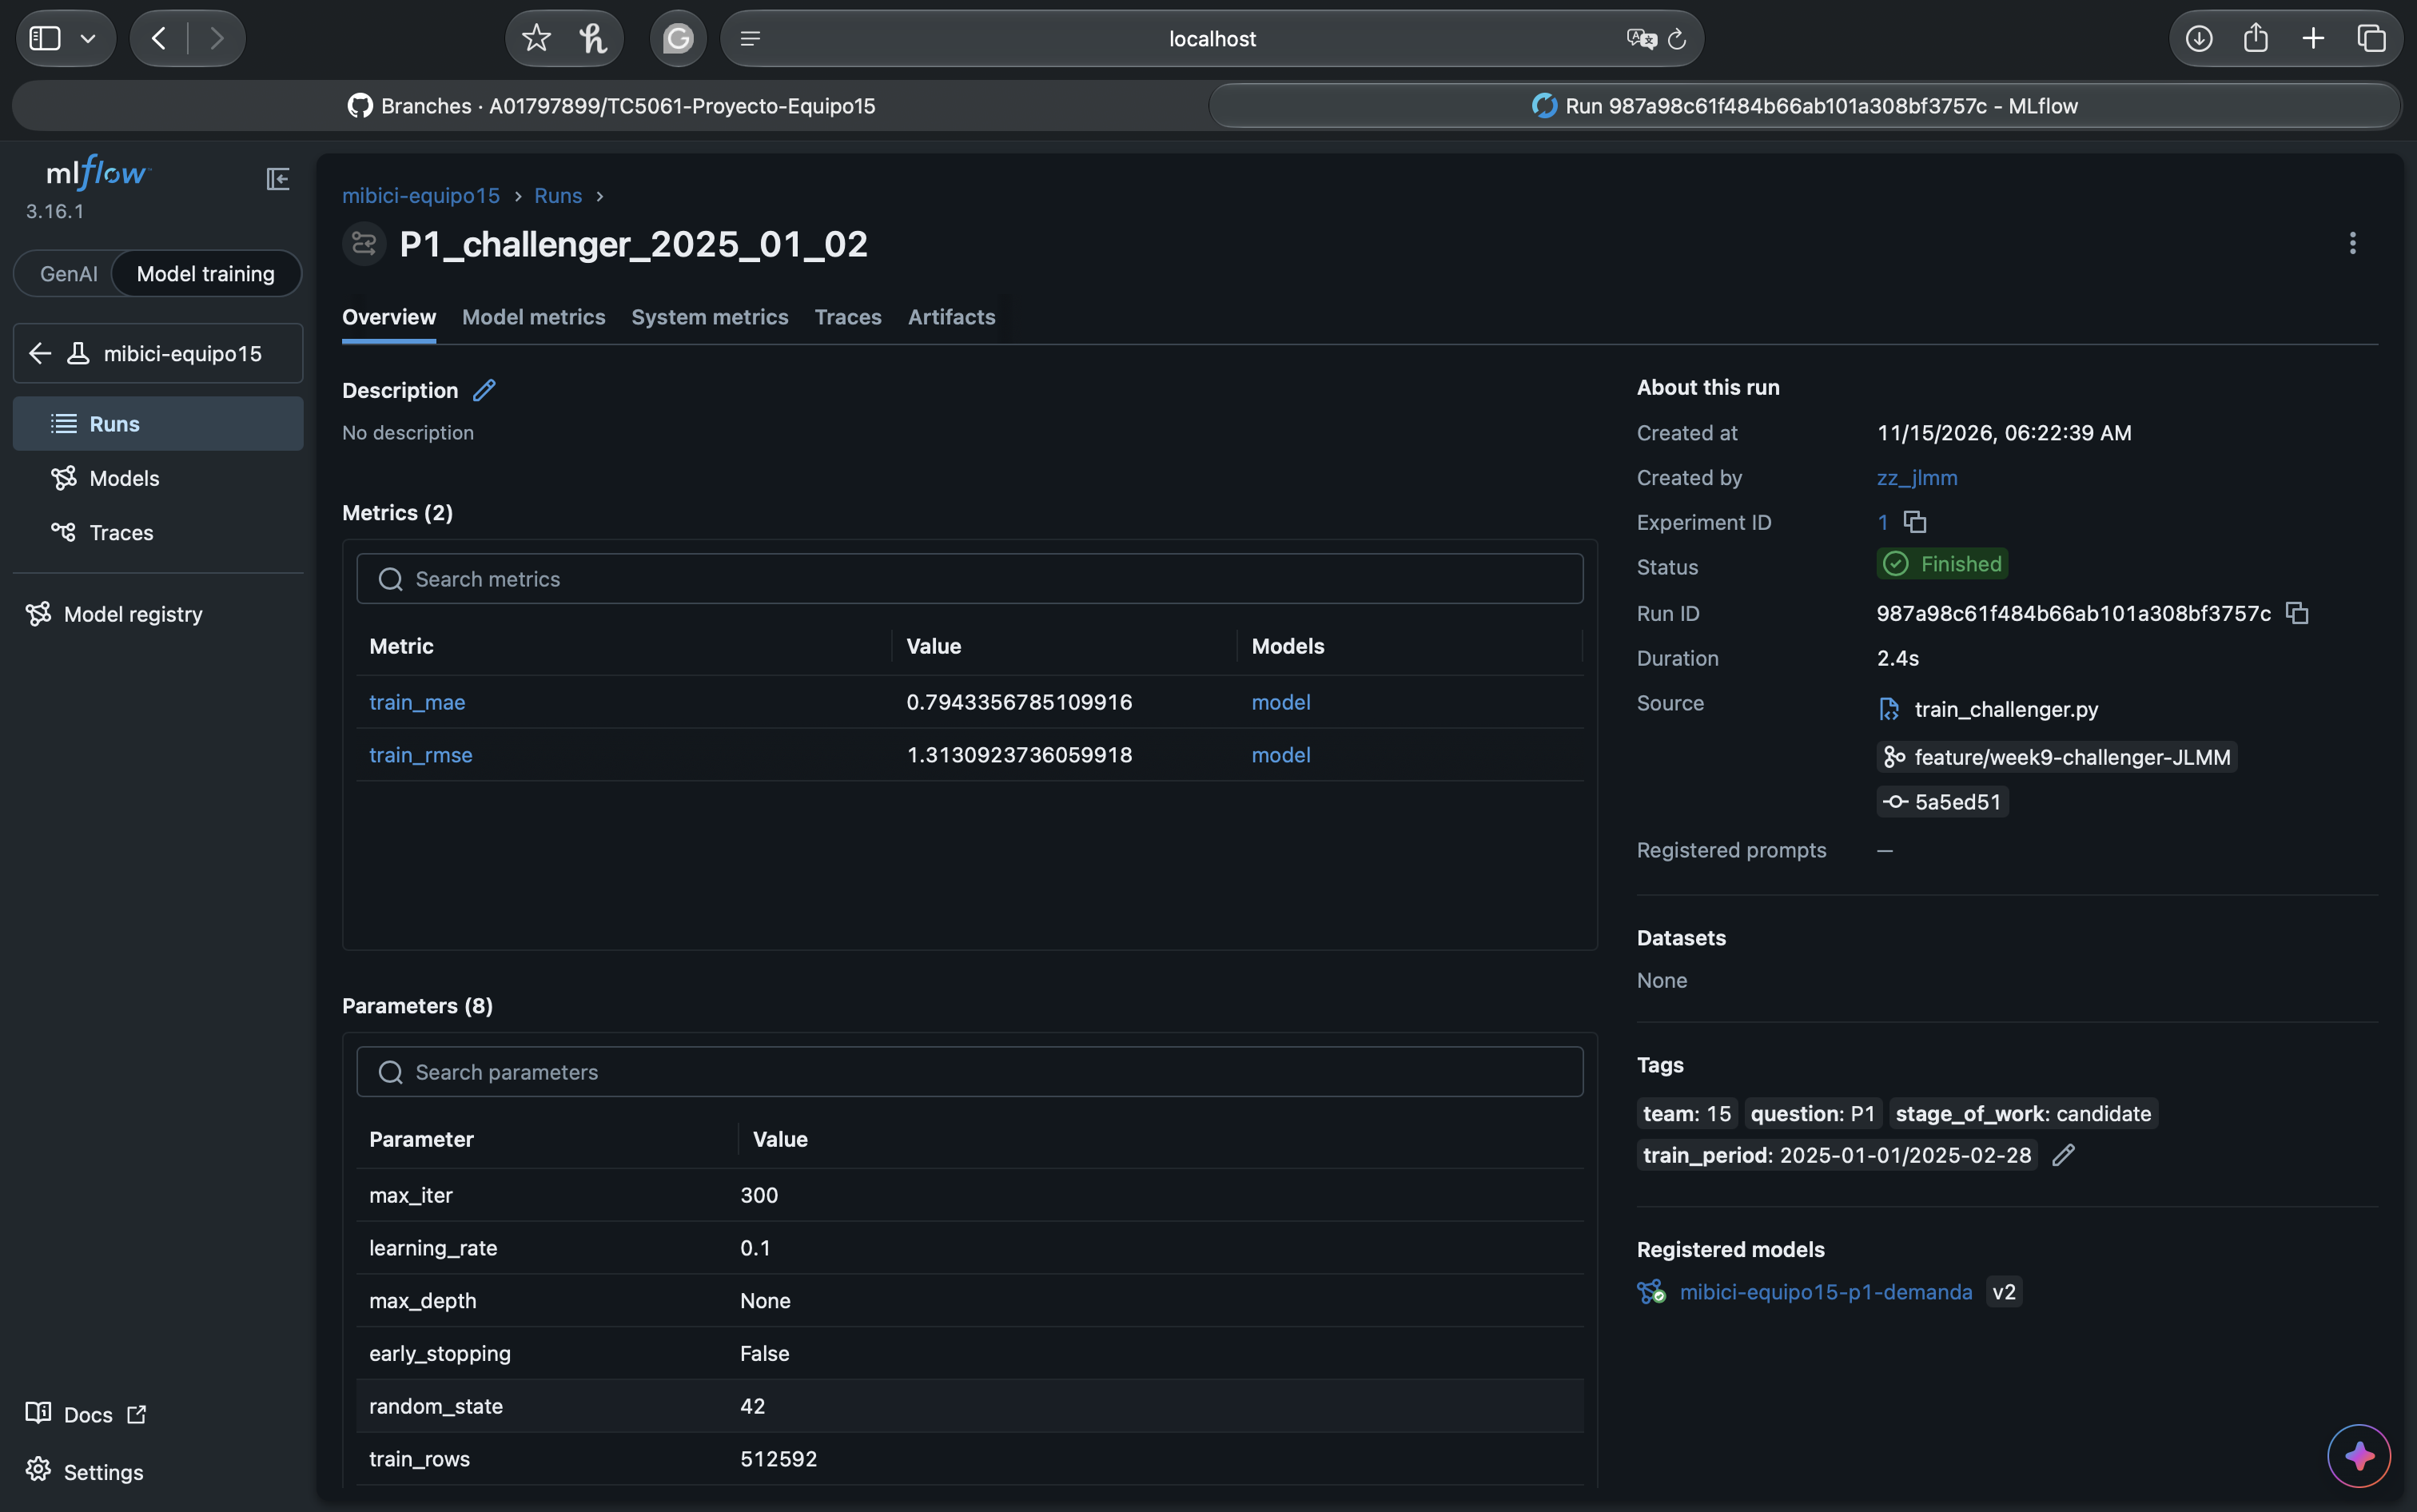 localhost
Branches · A01797899/TC5061-Proyecto-Equipo15
Run 987a98c61f484b66ab101a308bf3757c - MLflow
mlflow
3.16.1
GenAI
Model training
mibici-equipo15
Runs
Models
Traces
Model registry
Docs
Settings
mibici-equipo15 › Runs ›
P1_challenger_2025_01_02
Overview Model metrics System metrics Traces Artifacts
Description
No description
Metrics (2)
Search metrics
Metric Value Models
train_mae 0.7943356785109916 model
train_rmse 1.3130923736059918 model
Parameters (8)
Search parameters
Parameter Value
max_iter 300
learning_rate 0.1
max_depth None
early_stopping False
random_state 42
train_rows 512592
About this run
Created at 11/15/2026, 06:22:39 AM
Created by zz_jlmm
Experiment ID 1
Status Finished
Run ID 987a98c61f484b66ab101a308bf3757c
Duration 2.4s
Source train_challenger.py
feature/week9-challenger-JLMM
5a5ed51
Registered prompts —
Datasets
None
Tags
team: 15 question: P1 stage_of_work: candidate
train_period: 2025-01-01/2025-02-28
Registered models
mibici-equipo15-p1-demanda v2